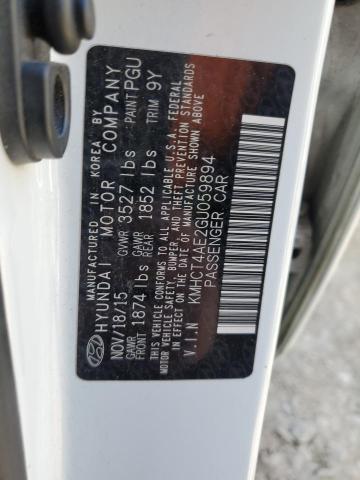 MANUFACTURED IN KOREA BY
HYUNDAI MOTOR COMPANY
NOV/18/15 GVWR 3527 lbs PAINT PGU
GAWR FRONT 1874 lbs GAWR REAR 1852 lbs TRIM 9Y
THIS VEHICLE CONFORMS TO ALL APPLICABLE U.S.A. FEDERAL
MOTOR VEHICLE SAFETY, BUMPER, AND THEFT PREVENTION STANDARDS
IN EFFECT ON THE DATE OF MANUFACTURE SHOWN ABOVE
V.I.N KMHCT4AE2GU059894
PASSENGER CAR